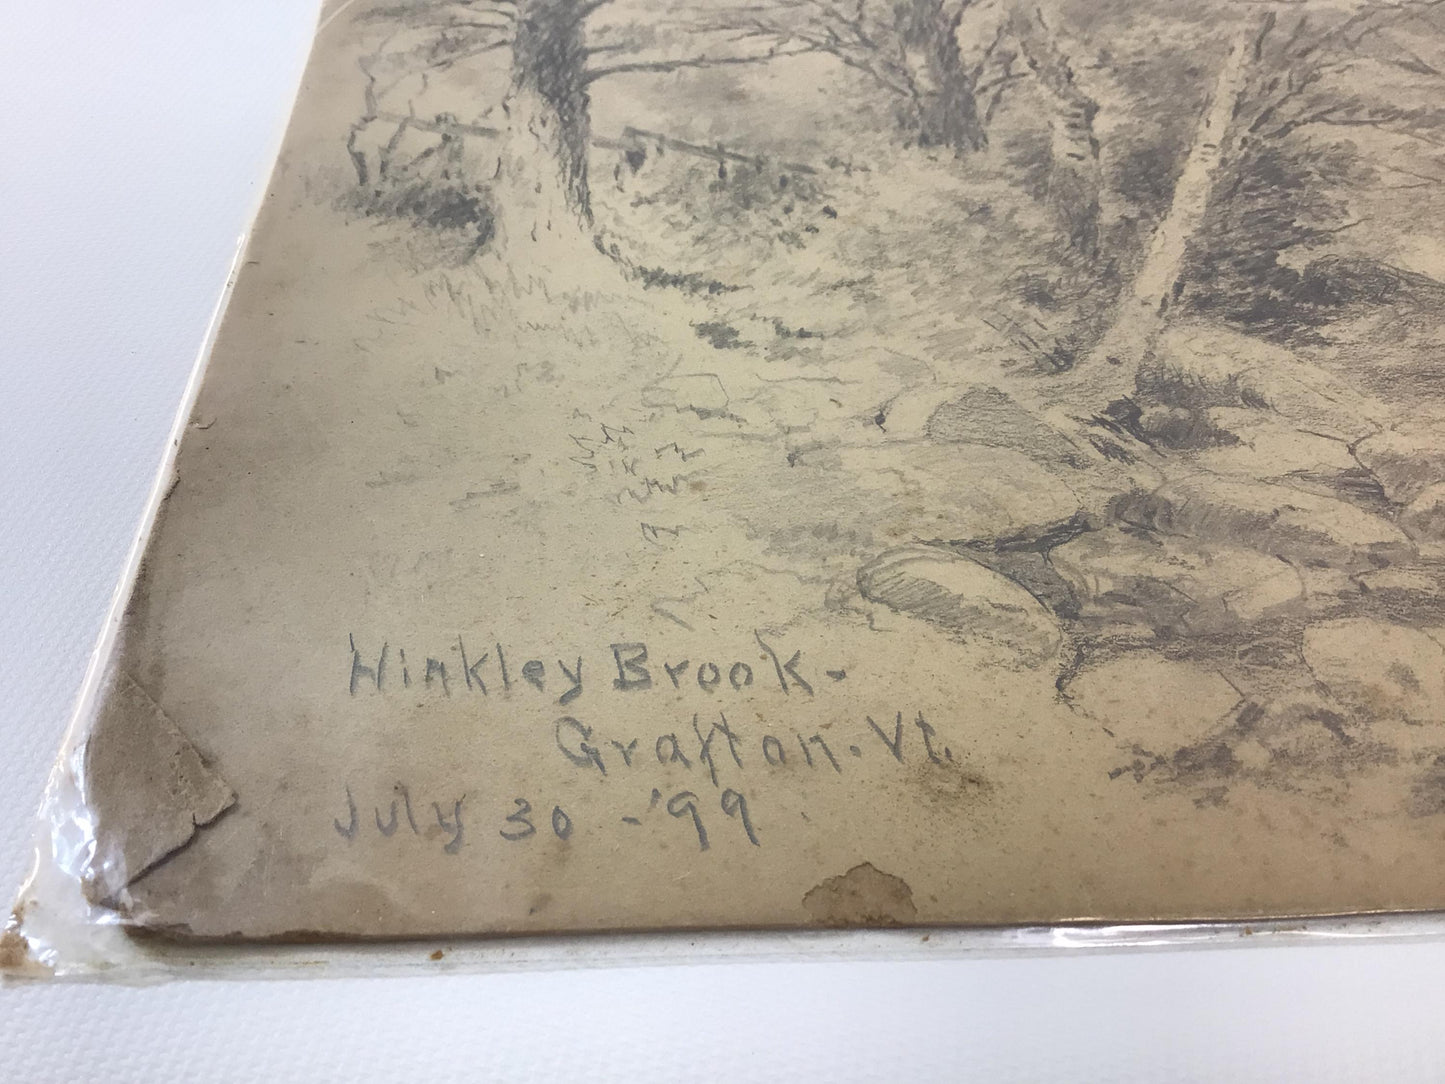 Hinkley Brook-
Grafton. Vt.
July 30 - '99